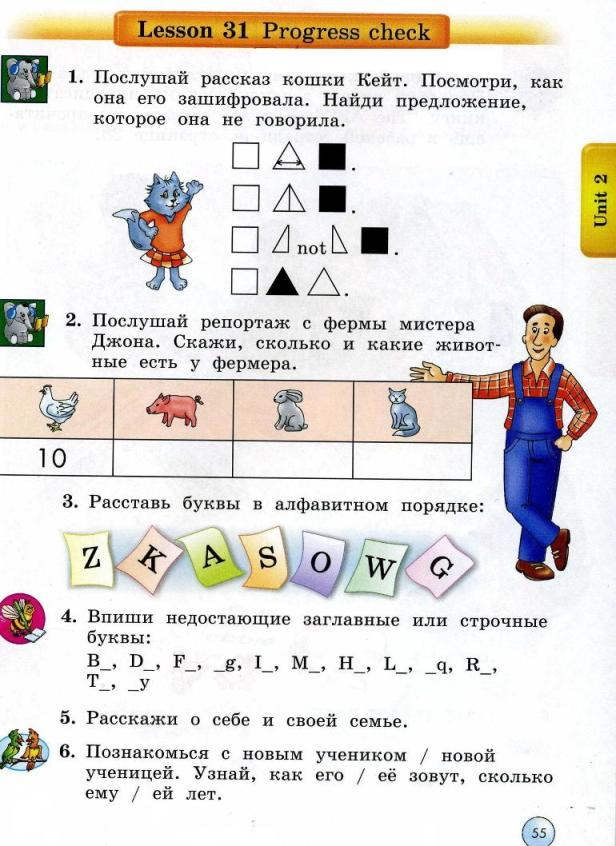 Lesson 31 Progress check
1. Послушай рассказ кошки Кейт. Посмотри, как
она его зашифровала. Найди предложение,
которое она не говорила.
.
.
not .
.
Unit 2
2. Послушай репортаж с фермы мистера
Джона. Скажи, сколько и какие живот-
ные есть у фермера.
10
3. Расставь буквы в алфавитном порядке:
Z K A S O W G
4. Впиши недостающие заглавные или строчные
буквы:
B_, D_, F_, _g, I_, M_, H_, L_, _q, R_,
T_, _y
5. Расскажи о себе и своей семье.
6. Познакомься с новым учеником / новой
ученицей. Узнай, как его / её зовут, сколько
ему / ей лет.
55